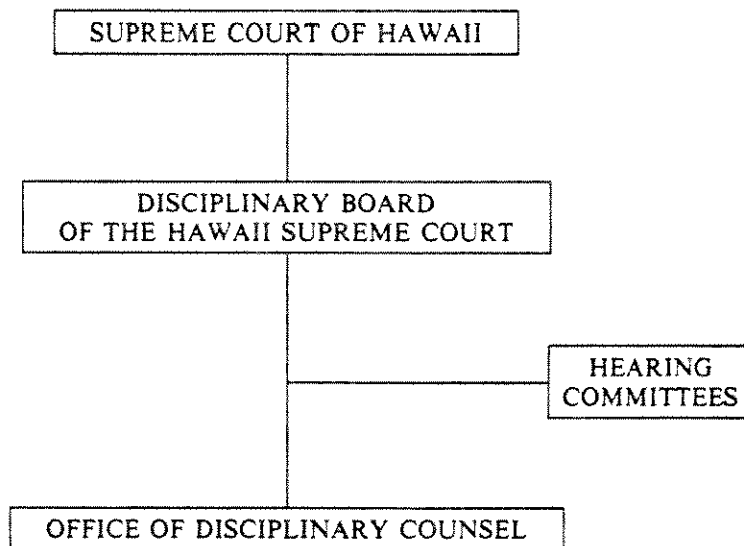 SUPREME COURT OF HAWAII
DISCIPLINARY BOARD
OF THE HAWAII SUPREME COURT
HEARING
COMMITTEES
OFFICE OF DISCIPLINARY COUNSEL